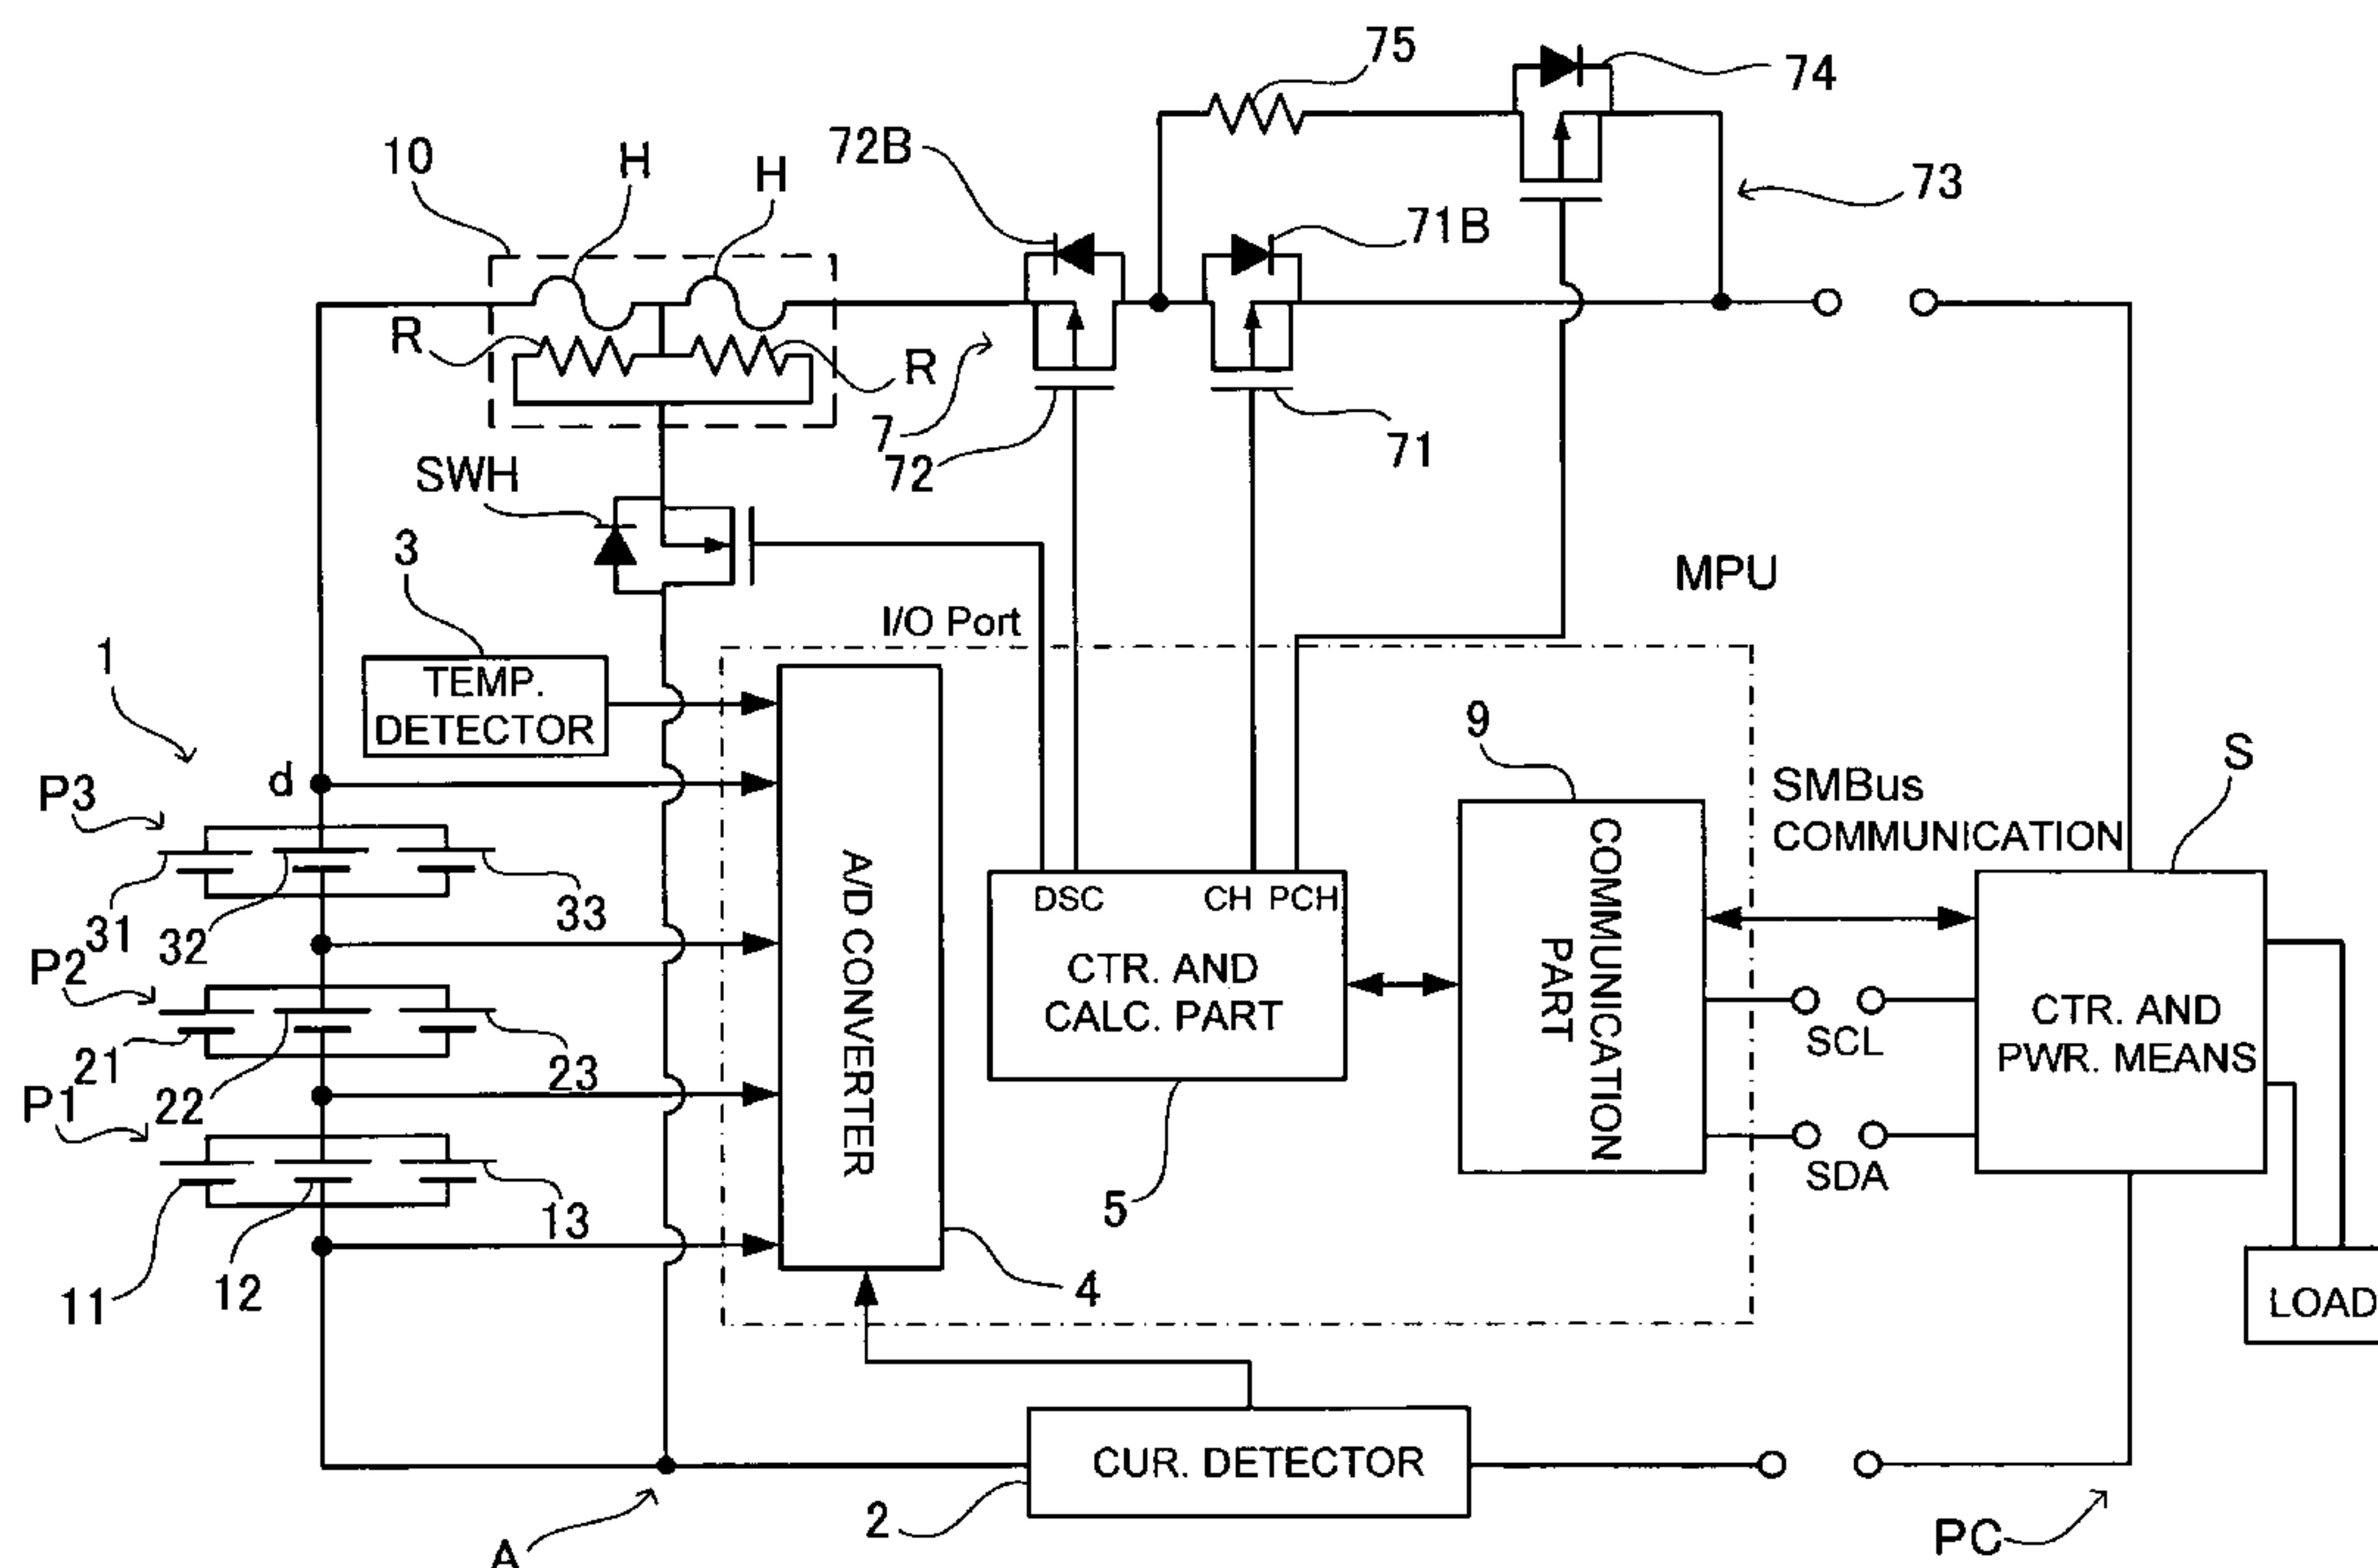 75
74
10
H
H
72B
73
71B
R
R
7
72
71
SWH
3
MPU
I/O Port
1
TEMP.
DETECTOR
9
S
d
P3
SMBus
COMMUNICATION
A/D CONVERTER
COMMUNICATION
PART
DSC
CH
PCH
31
32
33
CTR. AND
CALC. PART
P2
CTR. AND
PWR. MEANS
SCL
21
22
23
P1
SDA
5
13
11
12
4
LOAD
CUR. DETECTOR
2
A
PC